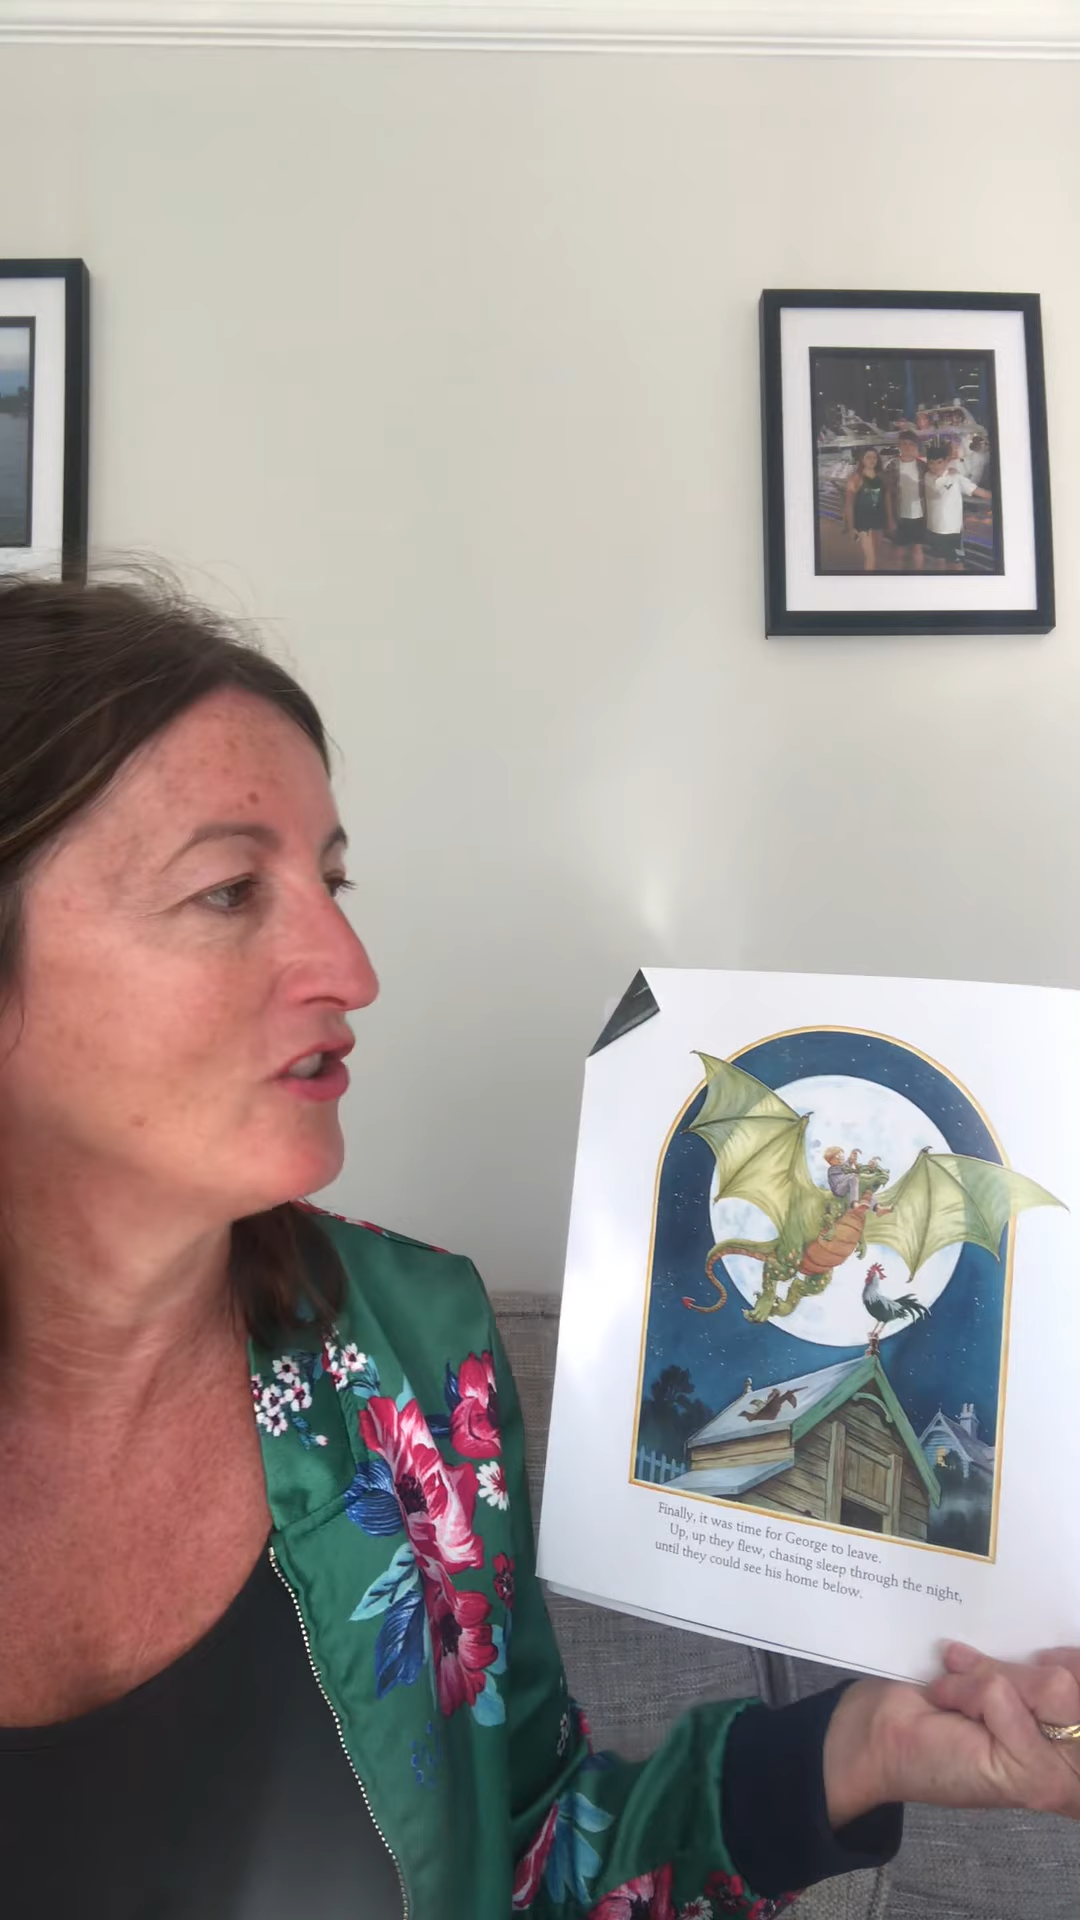 Finally, it was time for George to leave.
Up, up they flew, chasing sleep through the night,
until they could see his home below.